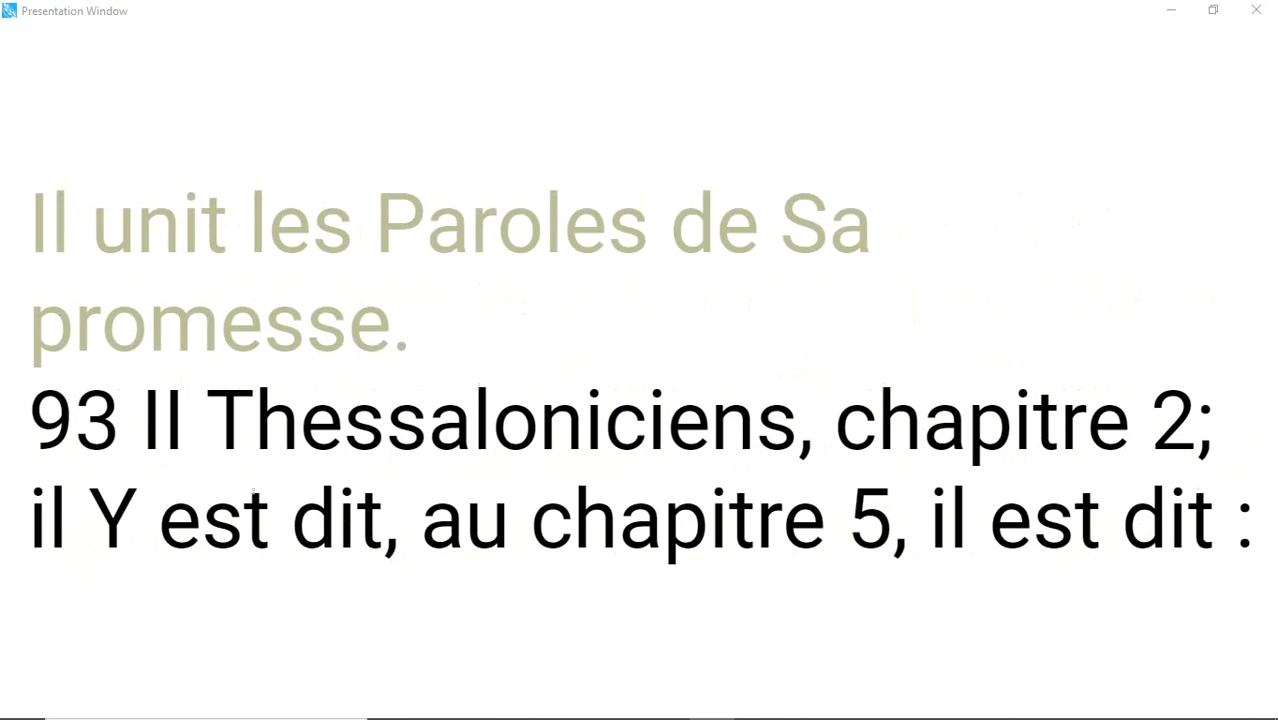 Presentation Window
Il unit les Paroles de Sa
promesse.
93 II Thessaloniciens, chapitre 2;
il Y est dit, au chapitre 5, il est dit :